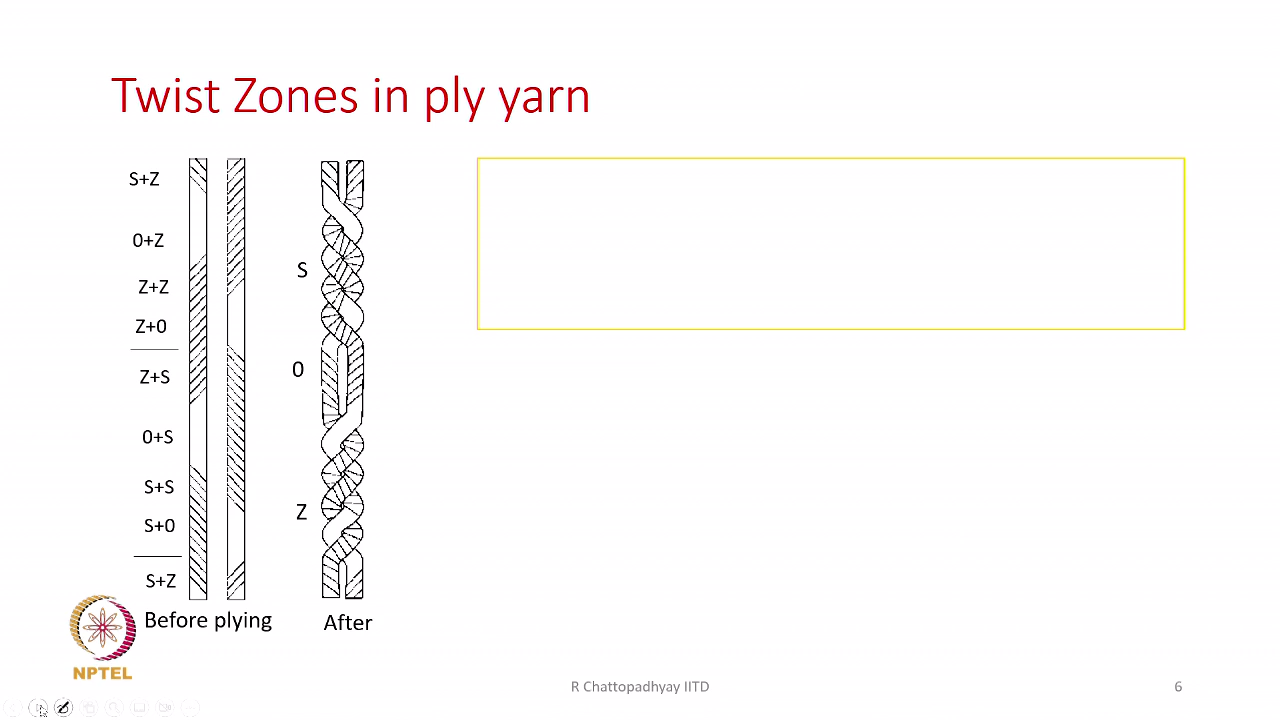 Twist Zones in ply yarn
S+Z
0+Z
Z+Z
Z+0
Z+S
0+S
S+S
S+0
S+Z
S
0
Z
Before plying
After
NPTEL
R Chattopadhyay IITD
6